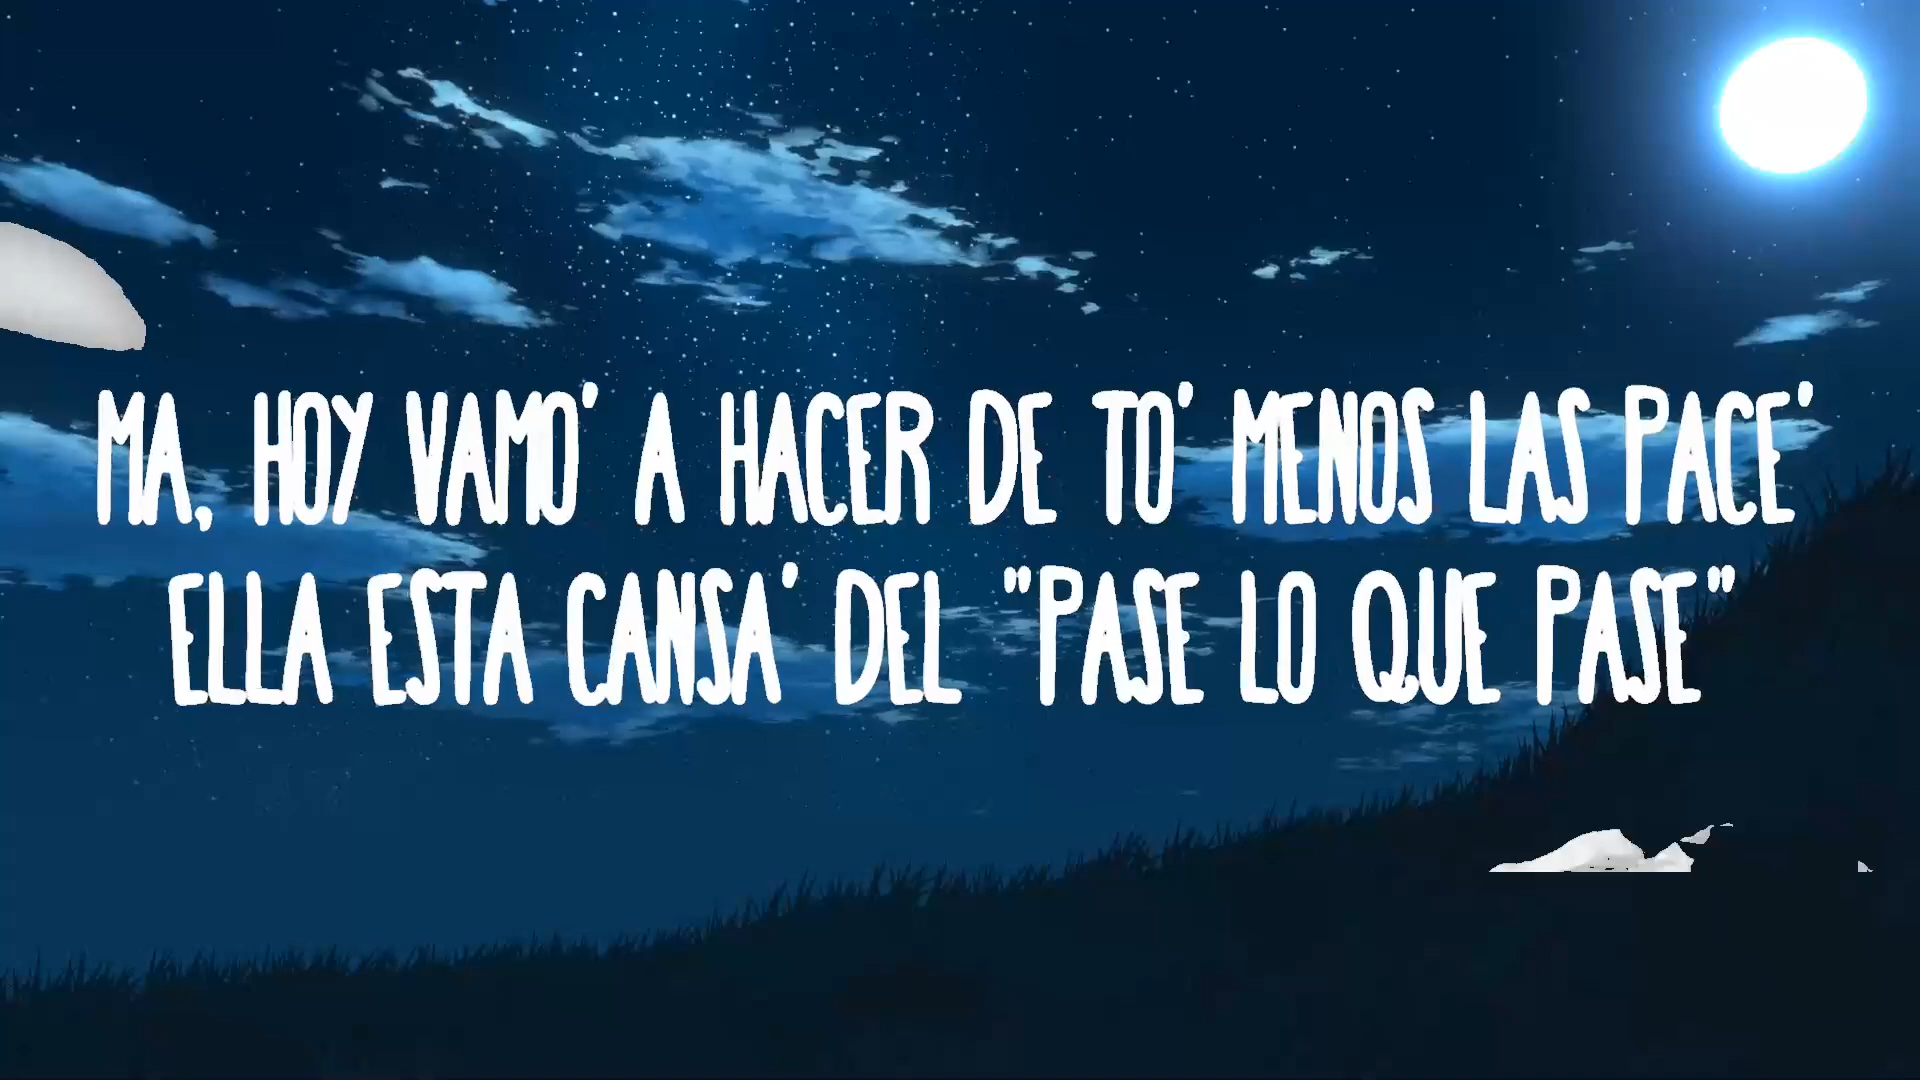 MA, HOY VAMO' A HACER DE TO' MENOS LAS PACE'
ELLA ESTA CANSA' DEL "PASE LO QUE PASE"